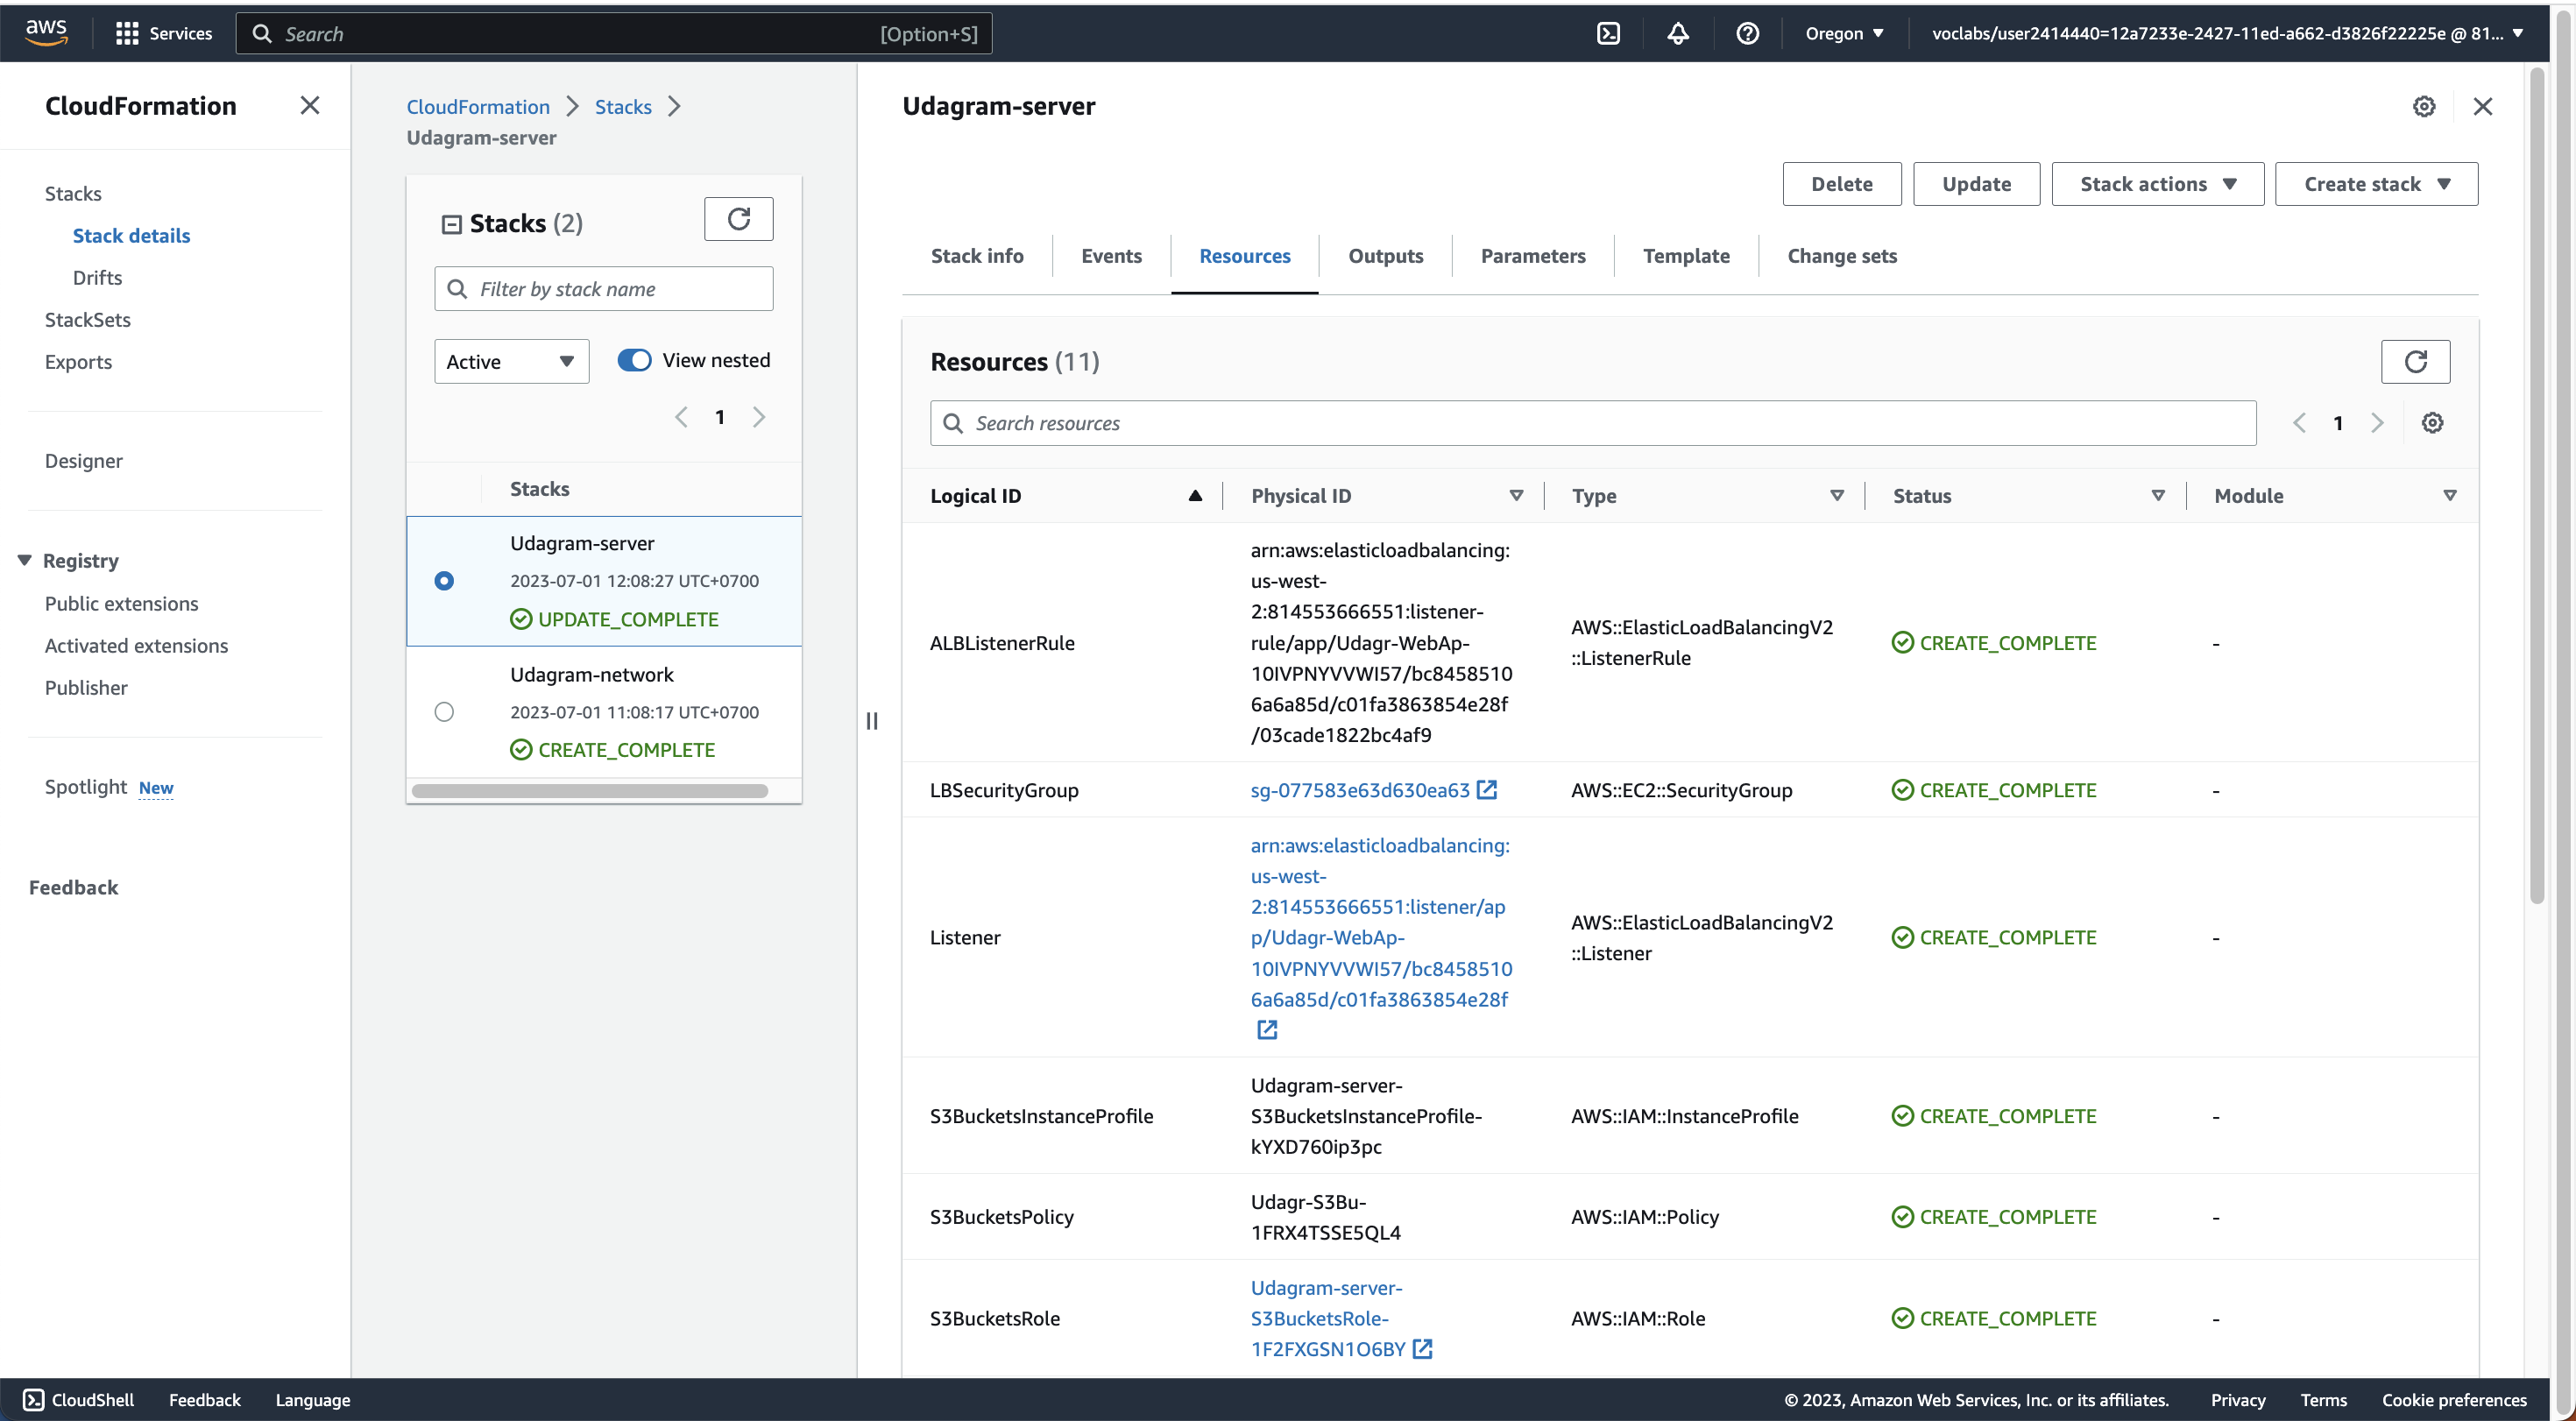 aws
Services
Search
[Option+S]
Oregon
voclabs/user2414440=12a7233e-2427-11ed-a662-d3826f22225e @ 81...
CloudFormation
Stacks
Stack details
Drifts
StackSets
Exports
Designer
Registry
Public extensions
Activated extensions
Publisher
Spotlight New
Feedback
CloudFormation
Stacks
Udagram-server
Stacks (2)
Filter by stack name
Active
View nested
1
Stacks
Udagram-server
2023-07-01 12:08:27 UTC+0700
UPDATE_COMPLETE
Udagram-network
2023-07-01 11:08:17 UTC+0700
CREATE_COMPLETE
Udagram-server
Delete
Update
Stack actions
Create stack
Stack info
Events
Resources
Outputs
Parameters
Template
Change sets
Resources (11)
Search resources
1
Logical ID
Physical ID
Type
Status
Module
ALBListenerRule
arn:aws:elasticloadbalancing:
us-west-
2:814553666551:listener-
rule/app/Udagr-WebAp-
10IVPNYVVWI57/bc8458510
6a6a85d/c01fa3863854e28f
/03cade1822bc4af9
AWS::ElasticLoadBalancingV2
::ListenerRule
CREATE_COMPLETE
-
LBSecurityGroup
sg-077583e63d630ea63
AWS::EC2::SecurityGroup
CREATE_COMPLETE
-
Listener
arn:aws:elasticloadbalancing:
us-west-
2:814553666551:listener/ap
p/Udagr-WebAp-
10IVPNYVVWI57/bc8458510
6a6a85d/c01fa3863854e28f
AWS::ElasticLoadBalancingV2
::Listener
CREATE_COMPLETE
-
S3BucketsInstanceProfile
Udagram-server-
S3BucketsInstanceProfile-
kYXD760ip3pc
AWS::IAM::InstanceProfile
CREATE_COMPLETE
-
S3BucketsPolicy
Udagr-S3Bu-
1FRX4TSSE5QL4
AWS::IAM::Policy
CREATE_COMPLETE
-
S3BucketsRole
Udagram-server-
S3BucketsRole-
1F2FXGSN1O6BY
AWS::IAM::Role
CREATE_COMPLETE
-
CloudShell
Feedback
Language
© 2023, Amazon Web Services, Inc. or its affiliates.
Privacy
Terms
Cookie preferences